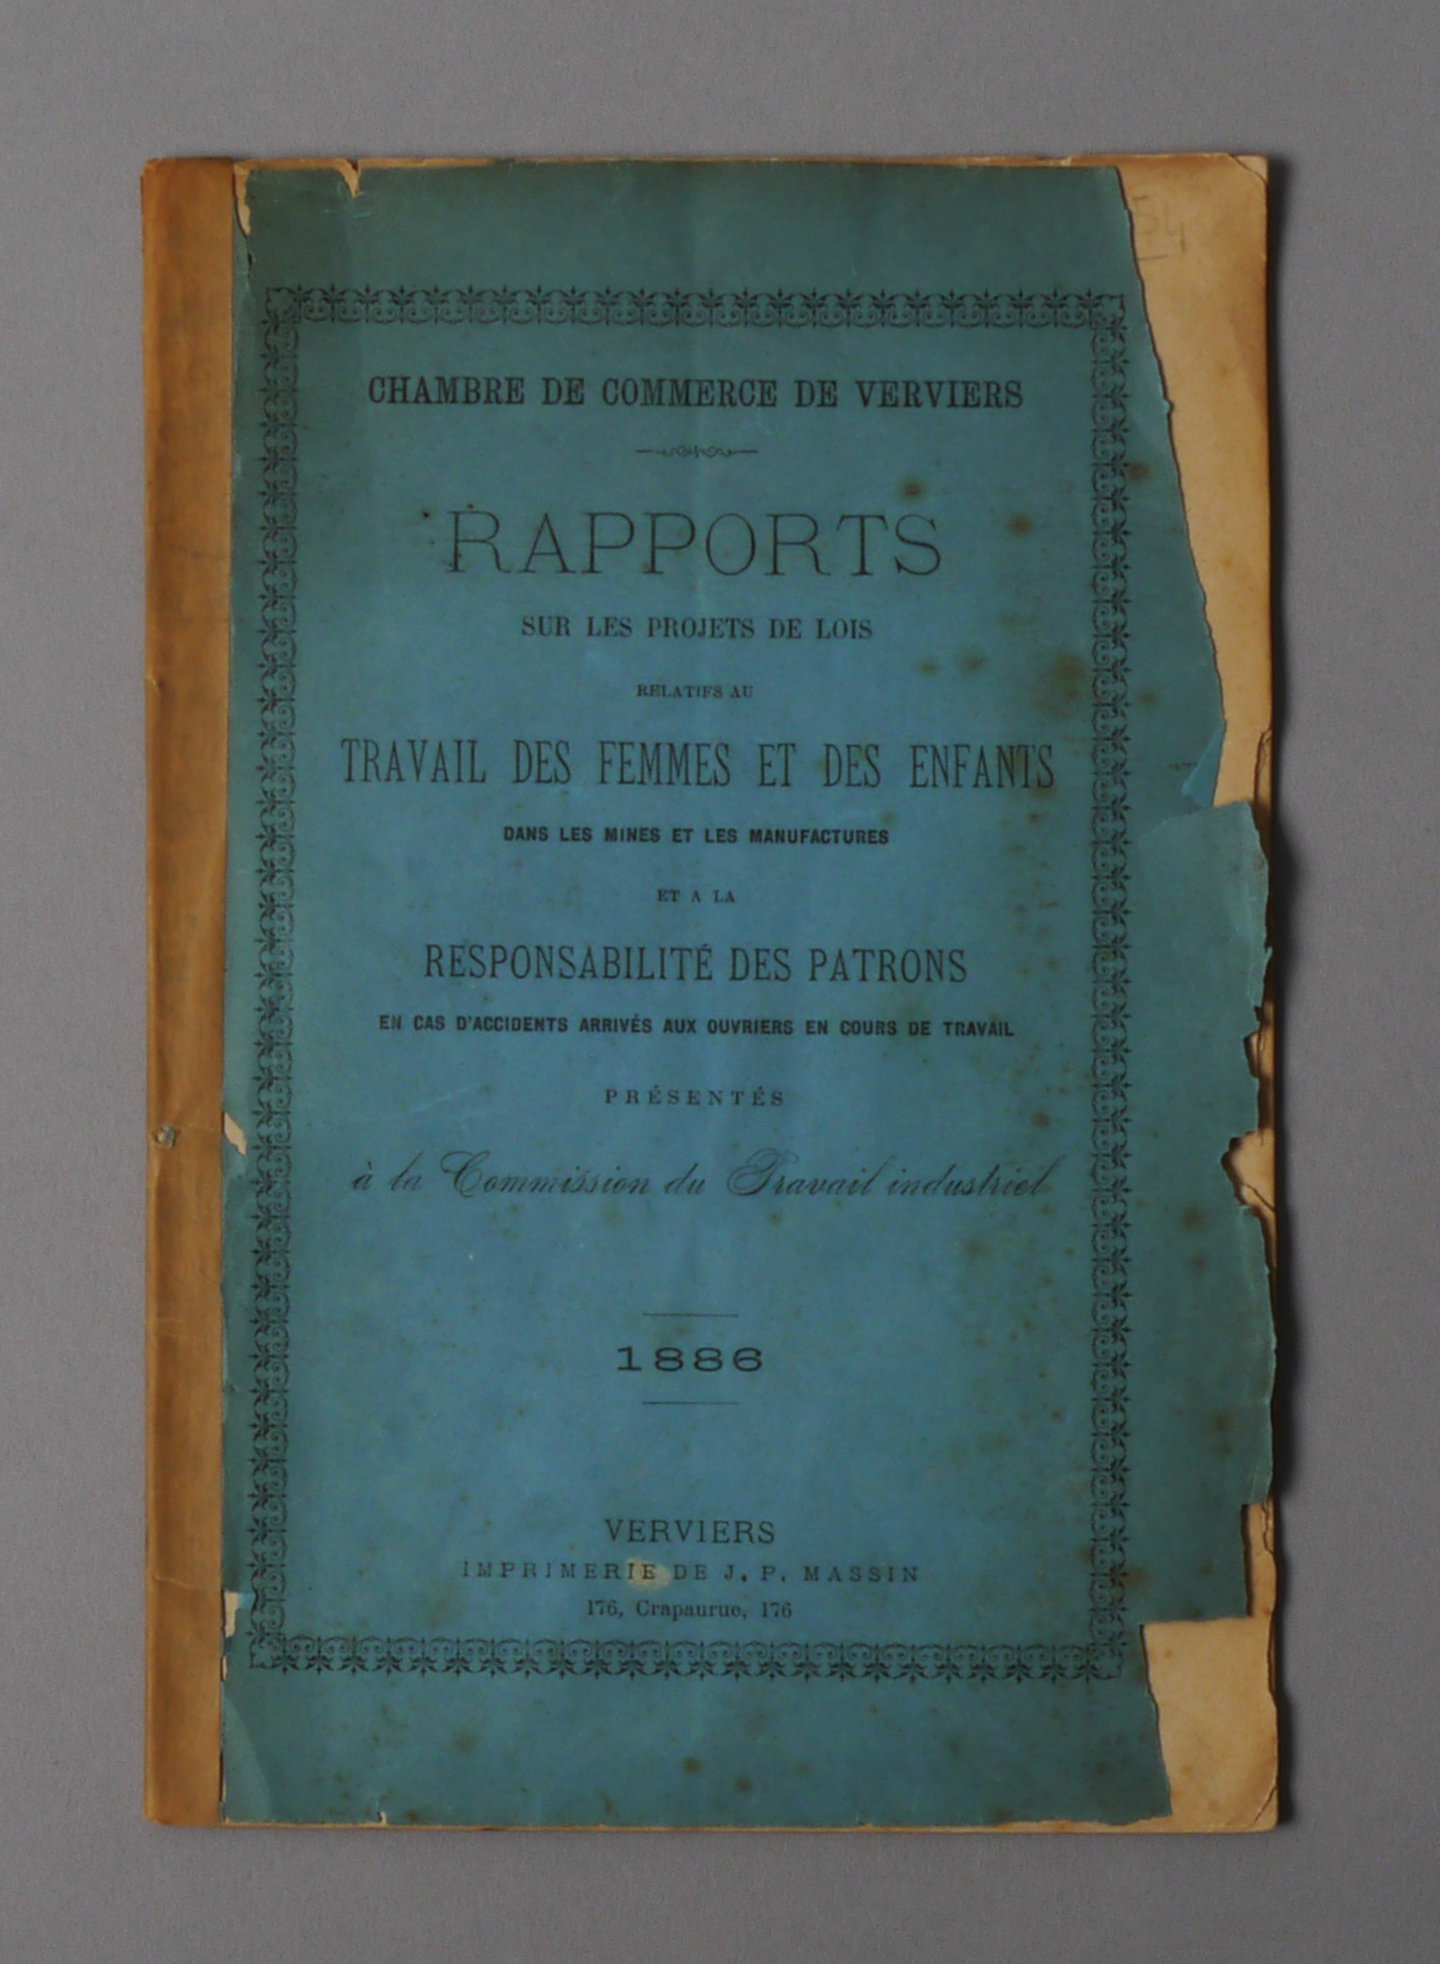 54
CHAMBRE DE COMMERCE DE VERVIERS
RAPPORTS
SUR LES PROJETS DE LOIS
RELATIFS AU
TRAVAIL DES FEMMES ET DES ENFANTS
DANS LES MINES ET LES MANUFACTURES
ET A LA
RESPONSABILITÉ DES PATRONS
EN CAS D'ACCIDENTS ARRIVÉS AUX OUVRIERS EN COURS DE TRAVAIL
PRÉSENTÉS
à la Commission du Travail industriel
1886
VERVIERS
IMPRIMERIE DE J. P. MASSIN
176, Crapaurue, 176